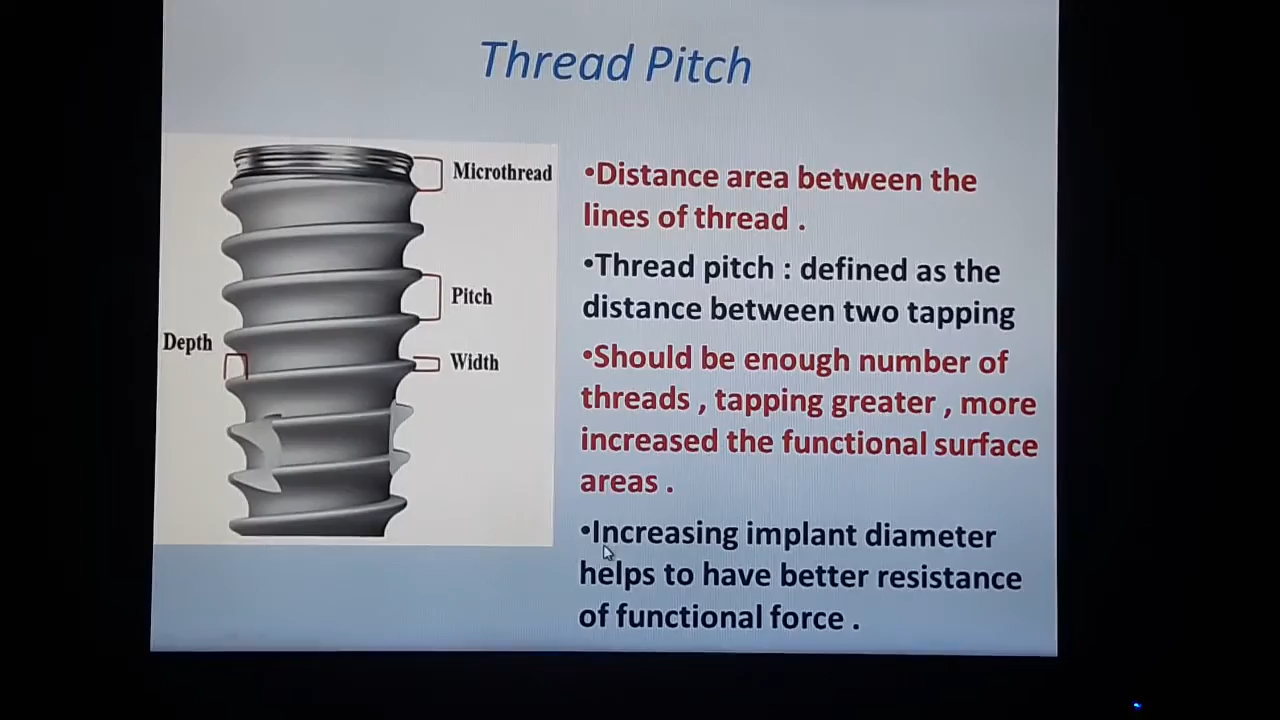 Thread Pitch
Microthread
Pitch
Depth
Width
•Distance area between the
lines of thread .
•Thread pitch : defined as the
distance between two tapping
•Should be enough number of
threads , tapping greater , more
increased the functional surface
areas .
•Increasing implant diameter
helps to have better resistance
of functional force .